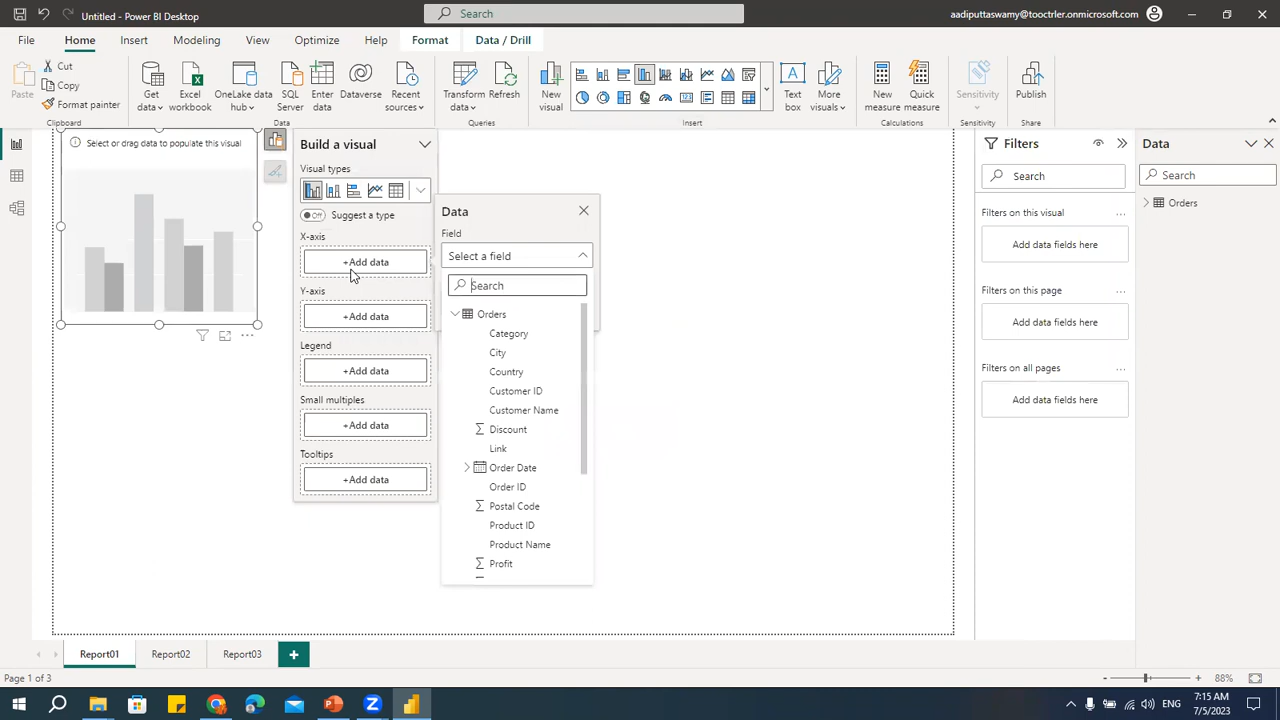 Untitled - Power BI Desktop
Search
aadiputtaswamy@tooctrler.onmicrosoft.com
File
Home
Insert
Modeling
View
Optimize
Help
Format
Data / Drill
Paste
Cut
Copy
Format painter
Get data
Excel workbook
OneLake data hub
SQL Server
Enter data
Dataverse
Recent sources
Transform data
Refresh
New visual
Text box
More visuals
New measure
Quick measure
Sensitivity
Publish
Clipboard
Data
Queries
Insert
Calculations
Sensitivity
Share
Select or drag data to populate this visual
Build a visual
Visual types
Off
Suggest a type
X-axis
+Add data
Y-axis
+Add data
Legend
+Add data
Small multiples
+Add data
Tooltips
+Add data
Data
Field
Select a field
Search
Orders
Category
City
Country
Customer ID
Customer Name
Discount
Link
Order Date
Order ID
Postal Code
Product ID
Product Name
Profit
Filters
Search
Filters on this visual
Add data fields here
Filters on this page
Add data fields here
Filters on all pages
Add data fields here
Data
Search
Orders
Report01
Report02
Report03
Page 1 of 3
88%
ENG
7:15 AM
7/5/2023